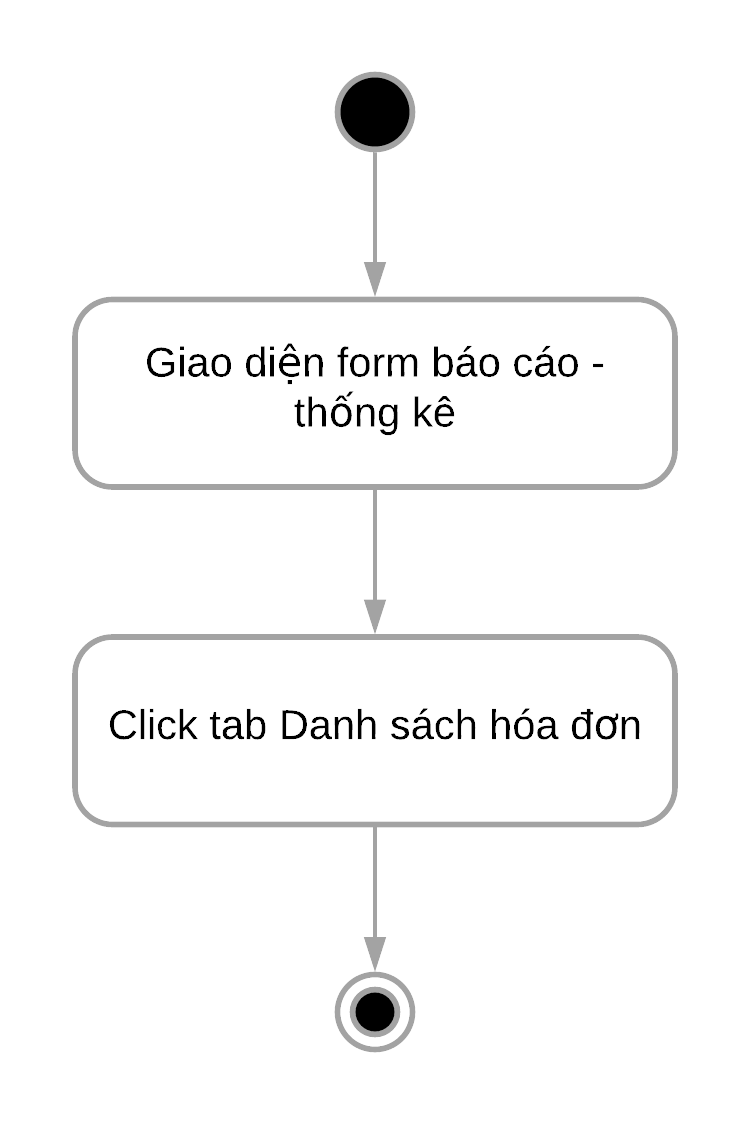 Giao diện form báo cáo -
thống kê
Click tab Danh sách hóa đơn